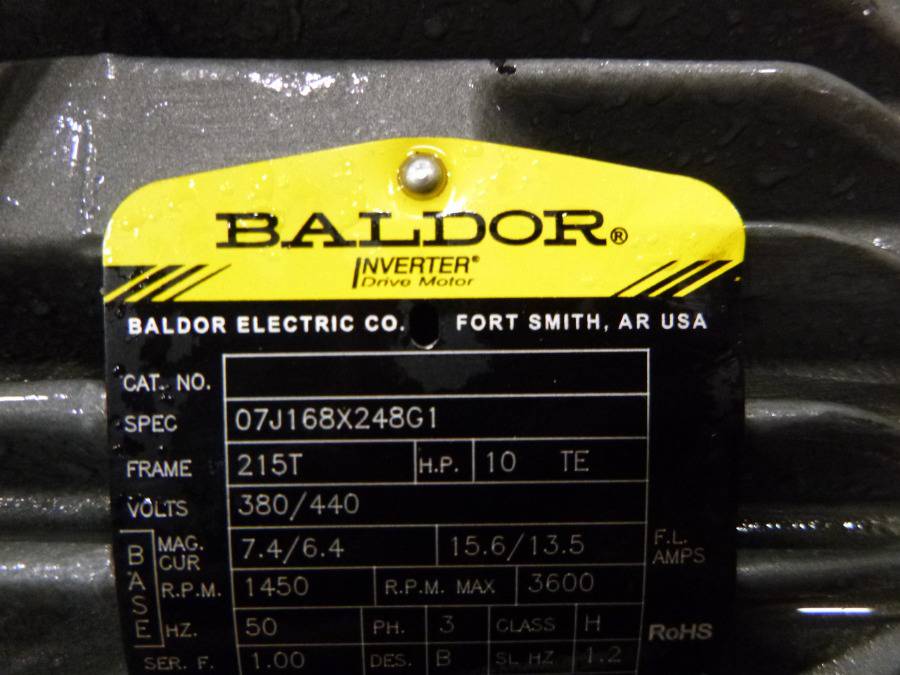 BALDOR®
INVERTER®
Drive Motor
BALDOR ELECTRIC CO. FORT SMITH, AR USA
CAT. NO.
SPEC 07J168X248G1
FRAME 215T H.P. 10 TE
VOLTS 380/440
BASE MAG. CUR 7.4/6.4 15.6/13.5 F.L. AMPS
R.P.M. 1450 R.P.M. MAX 3600
HZ. 50 PH. 3 CLASS H RoHS
SER. F. 1.00 DES. B SL HZ 1.2